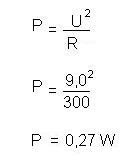 P = U²
R
P = 9,0²
300
P = 0,27 W